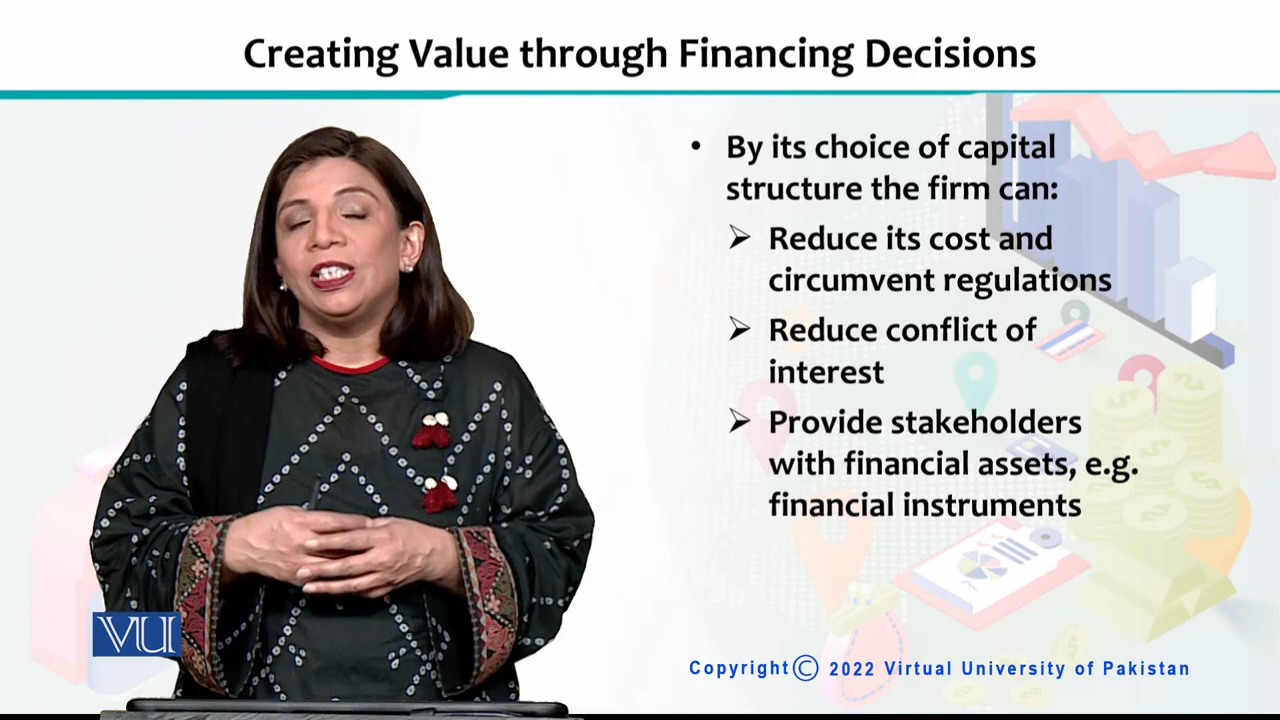 Creating Value through Financing Decisions
• By its choice of capital
structure the firm can:
➢ Reduce its cost and
circumvent regulations
➢ Reduce conflict of
interest
➢ Provide stakeholders
with financial assets, e.g.
financial instruments
VU
Copyright © 2022 Virtual University of Pakistan